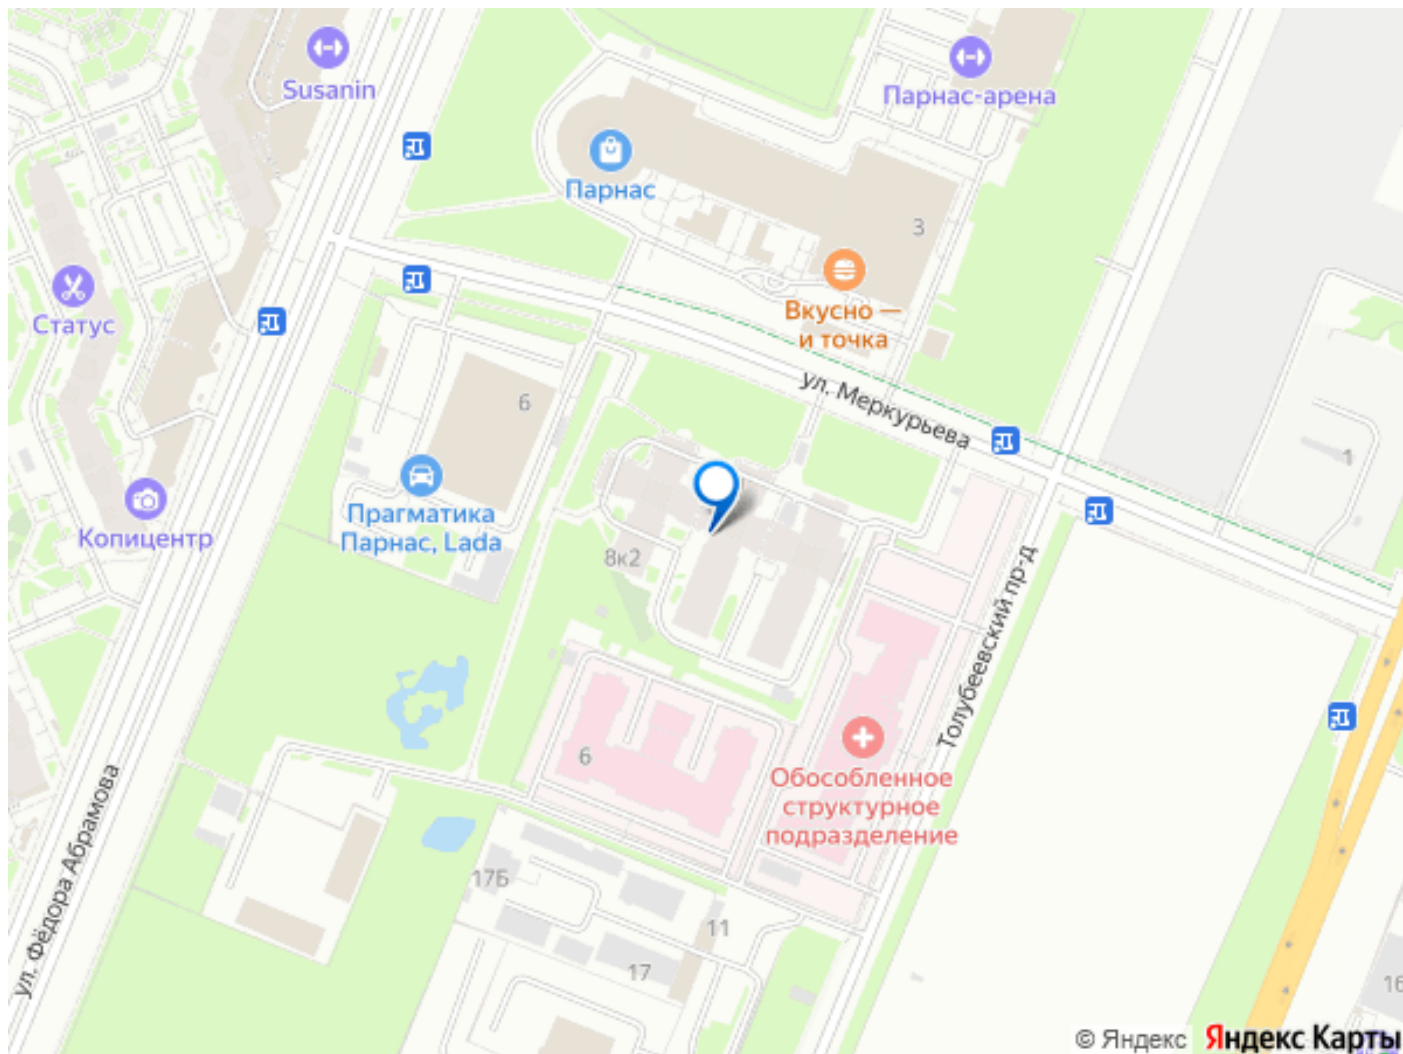 Susanin
Парнас-арена
Парнас
3
Вкусно —
и точка
Статус
ул. Меркурьева
6
1
Прагматика
Парнас, Lada
Копицентр
8к2
Толубеевский пр-д
6
Обособленное
структурное
подразделение
ул. Фёдора Абрамова
17Б
11
17
16
© Яндекс Яндекс Карты